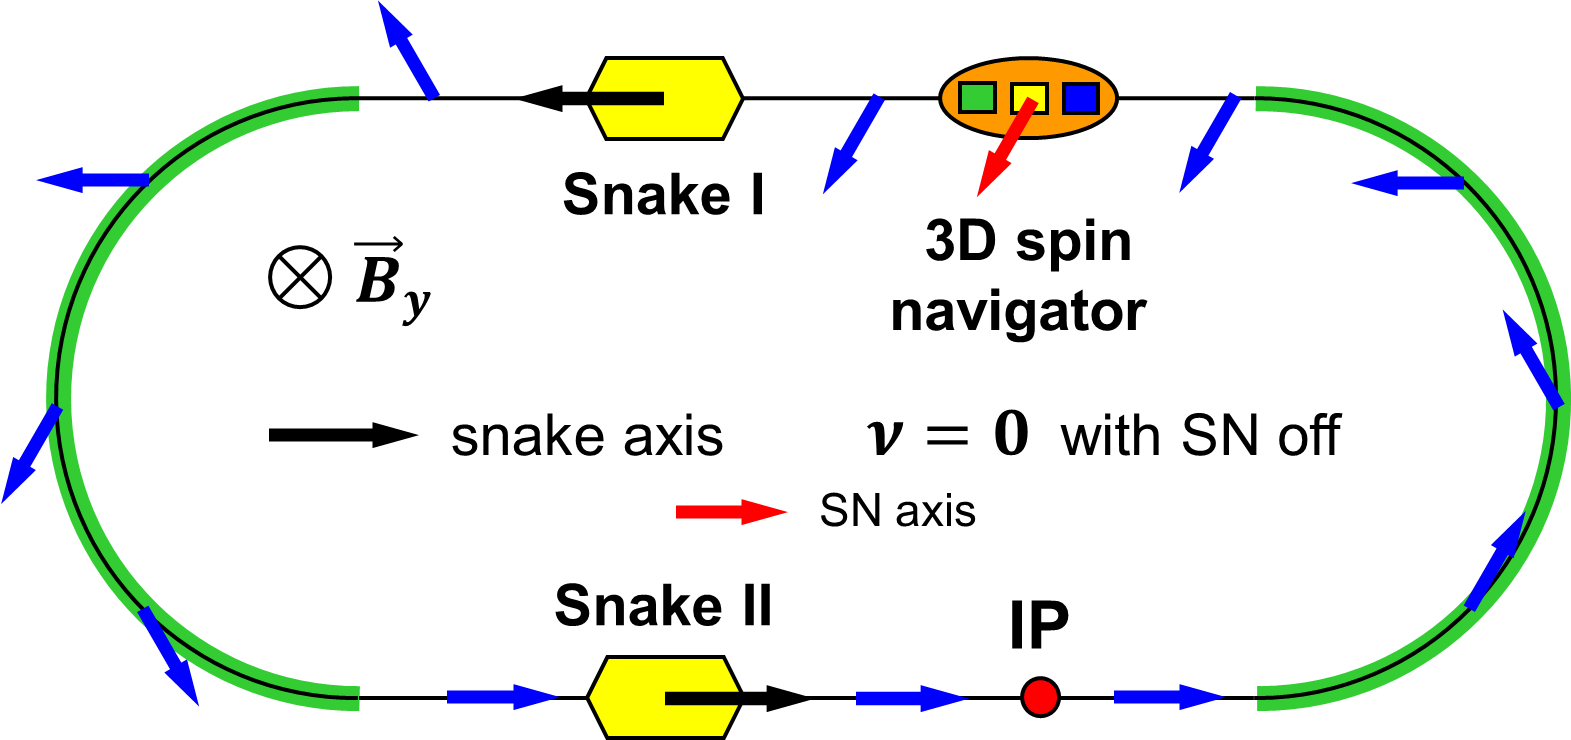 Snake I
3D spin
navigator
B⃗y
snake axis
ν = 0 with SN off
SN axis
Snake II
IP